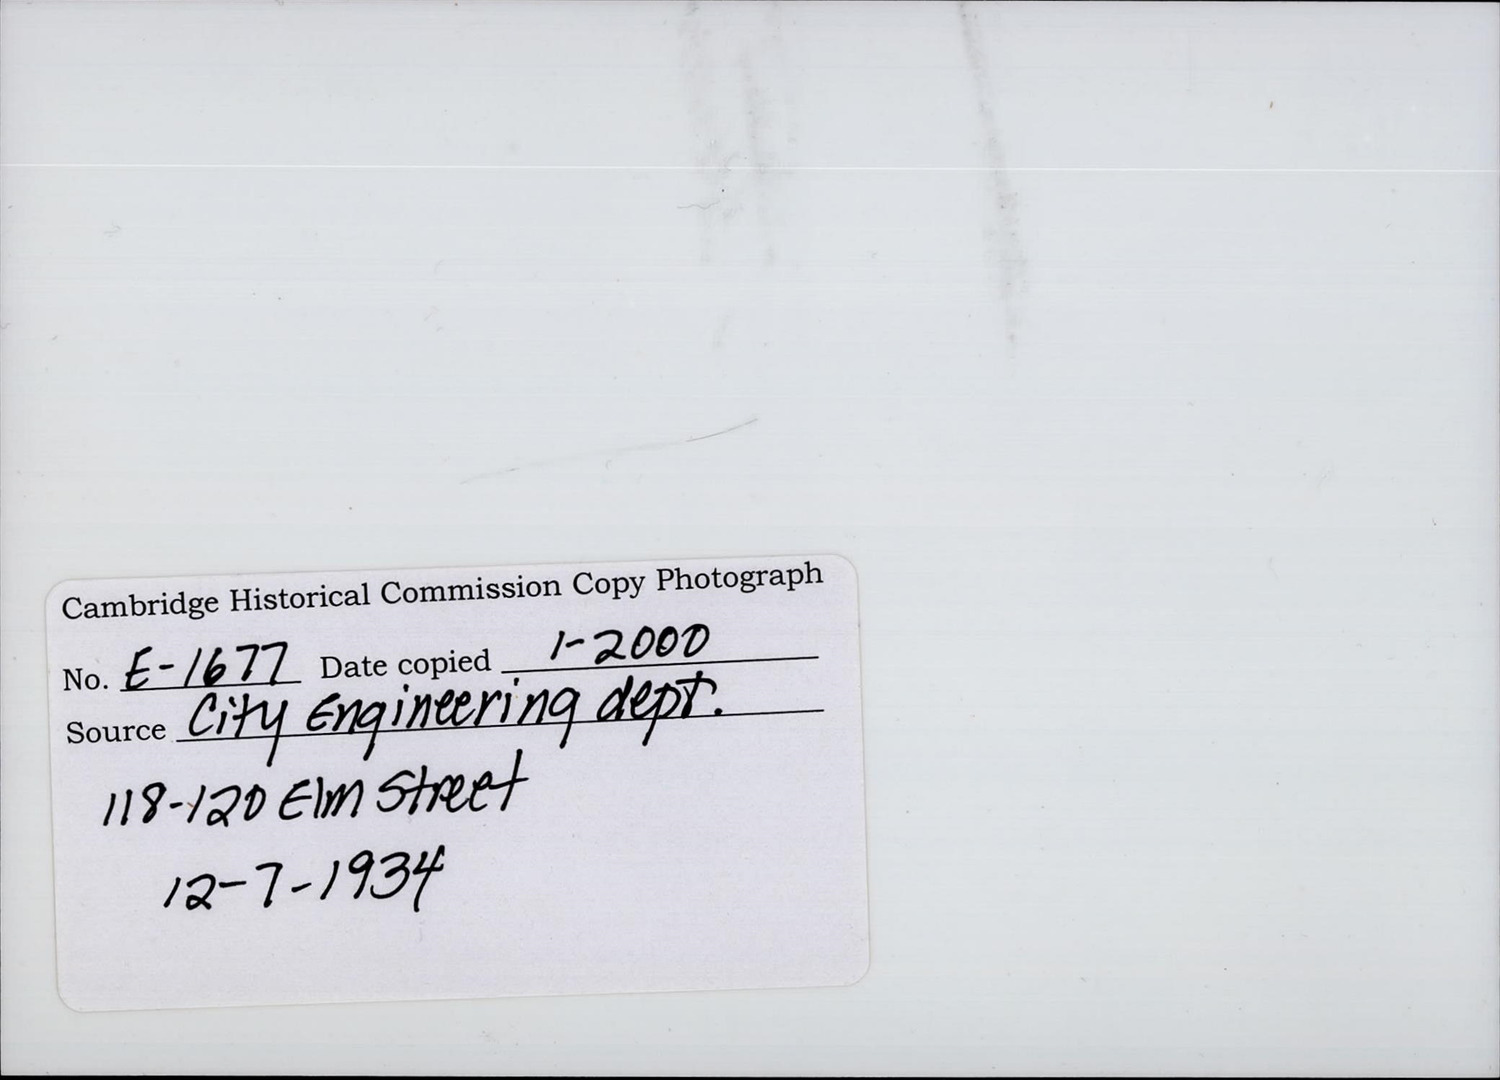 Cambridge Historical Commission Copy Photograph
No. E-1677 Date copied 1-2000
Source City Engineering dept.
118-120 Elm Street
12-7-1934